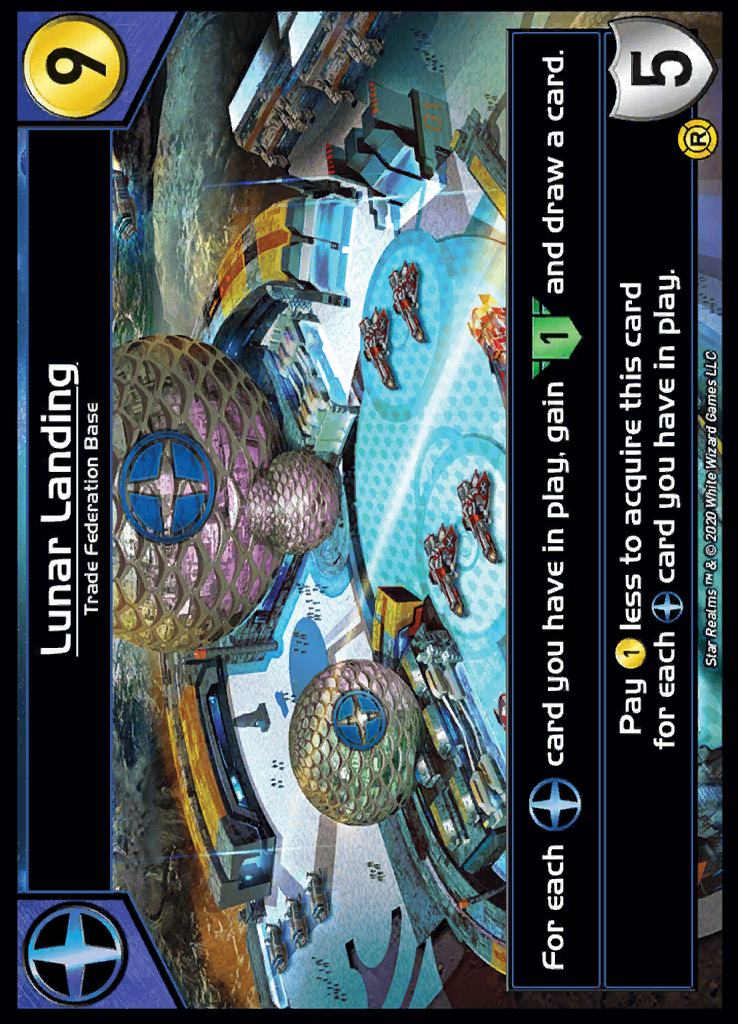 9
Lunar Landing
Trade Federation Base
For each card you have in play, gain 1 and draw a card.
Pay 1 less to acquire this card
for each card you have in play.
5
R
Star Realms™ & © 2020 White Wizard Games LLC